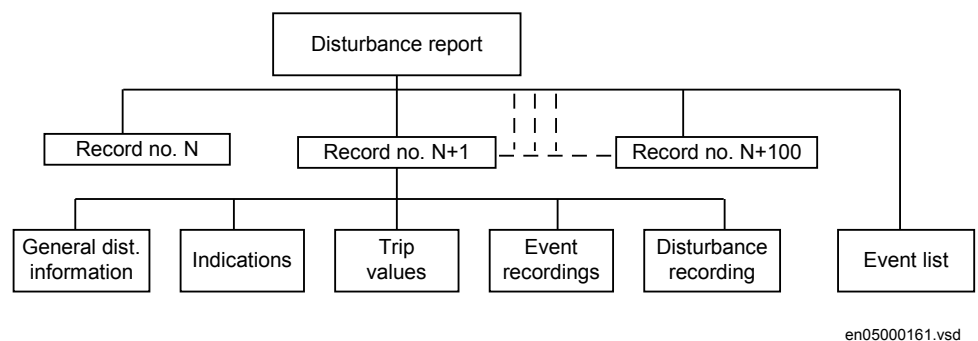 Disturbance report
Record no. N
Record no. N+1
Record no. N+100
General dist.
information
Indications
Trip
values
Event
recordings
Disturbance
recording
Event list
en05000161.vsd